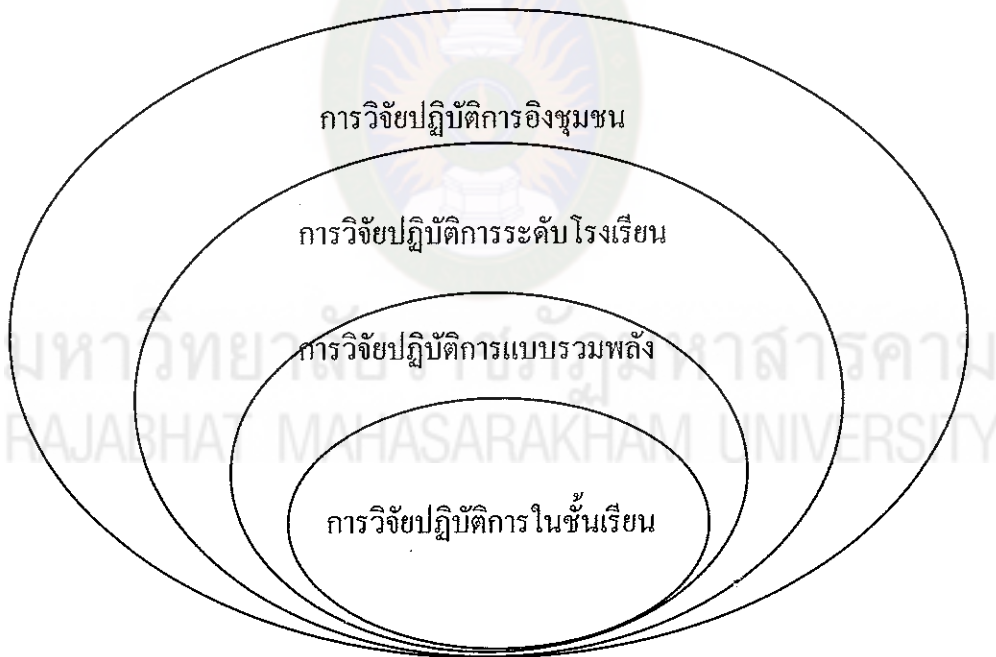 การวิจัยปฏิบัติการอิงชุมชน
การวิจัยปฏิบัติการระดับโรงเรียน
การวิจัยปฏิบัติการแบบรวมพลัง
มหาวิทยาลัยราชภัฏมหาสารคาม
RAJABHAT MAHASARAKHAM UNIVERSITY
การวิจัยปฏิบัติการในชั้นเรียน